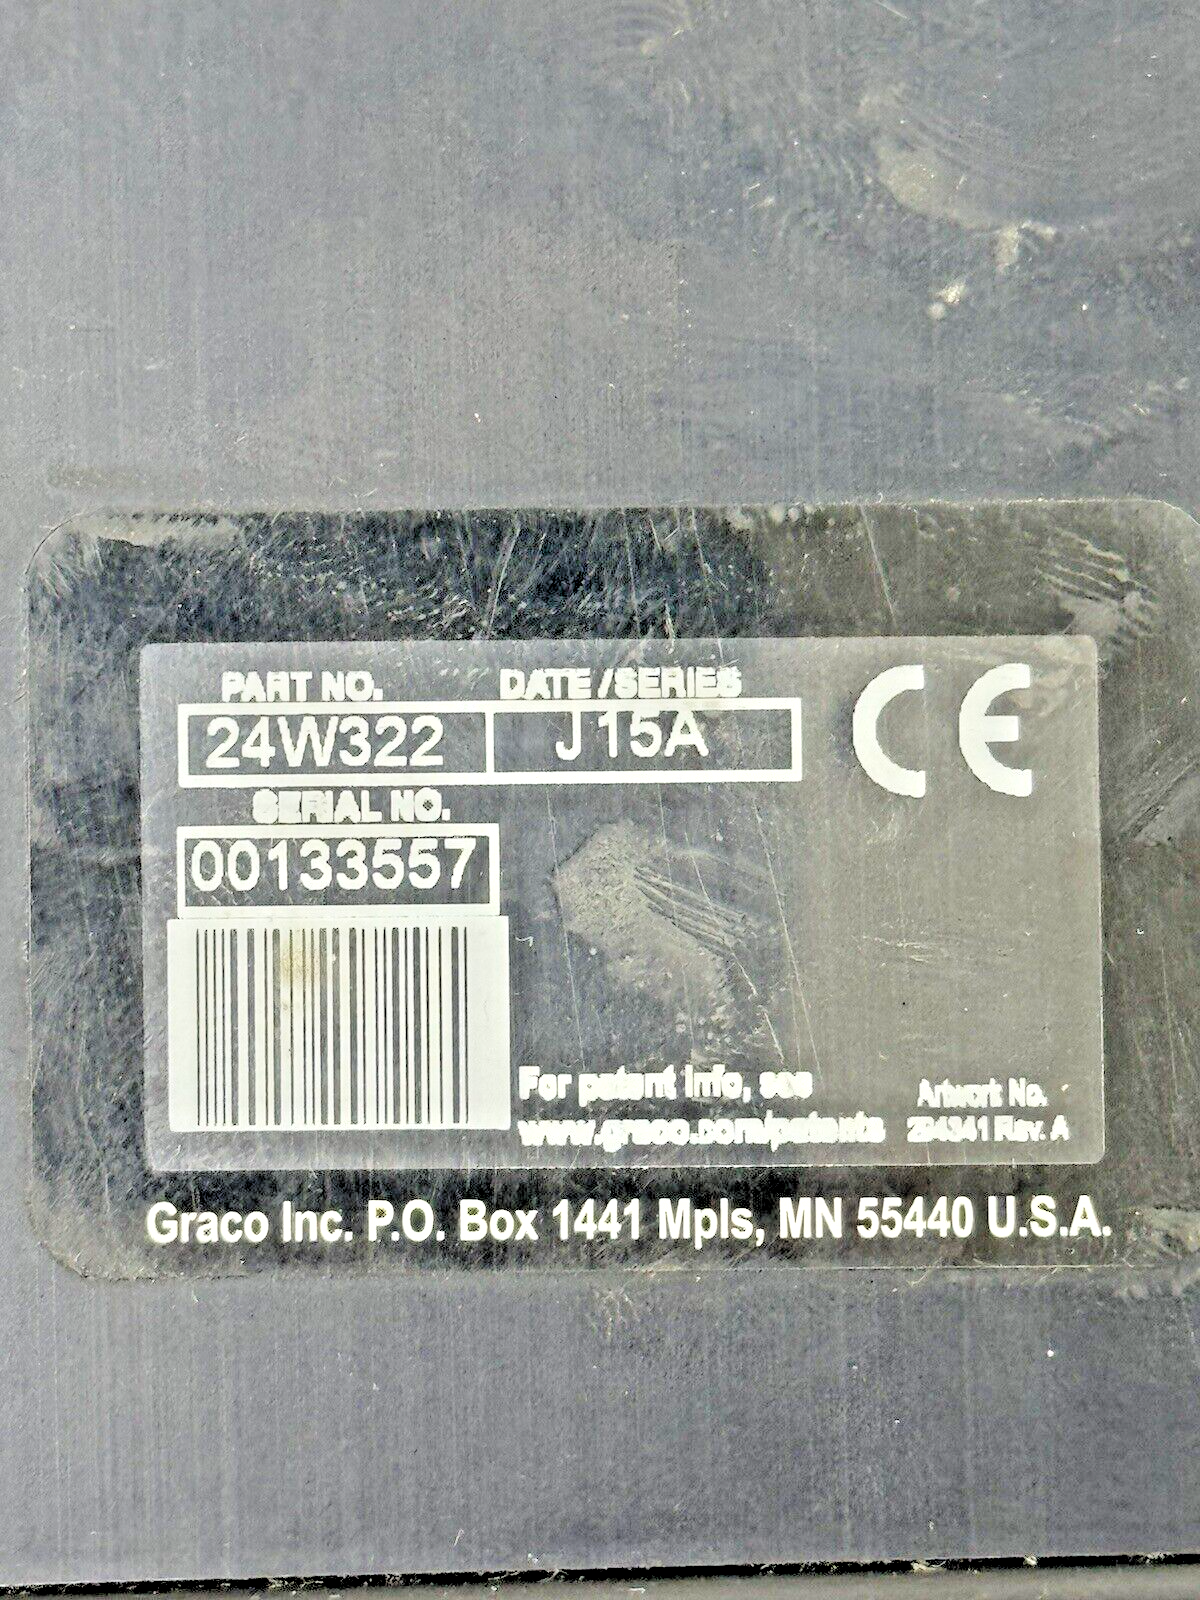 PART NO. DATE/SERIES
24W322 J15A
CE
SERIAL NO.
00133557
For patent info, see
www.graco.com/patents
Artwork No.
294341 Rev. A
Graco Inc. P.O. Box 1441 Mpls, MN 55440 U.S.A.